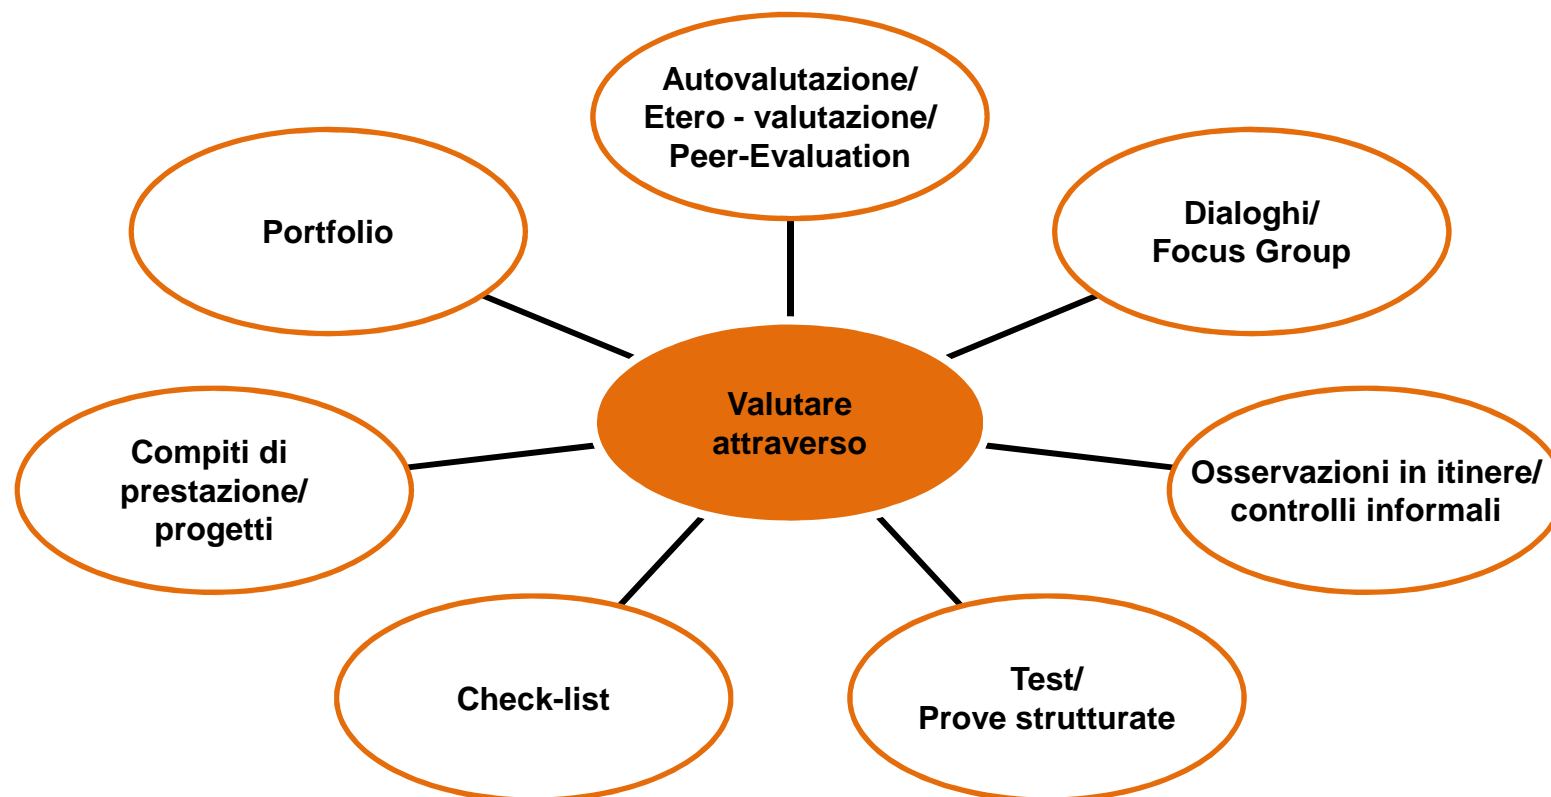 Autovalutazione/
Etero - valutazione/
Peer-Evaluation
Portfolio
Dialoghi/
Focus Group
Valutare
attraverso
Compiti di
prestazione/
progetti
Osservazioni in itinere/
controlli informali
Check-list
Test/
Prove strutturate